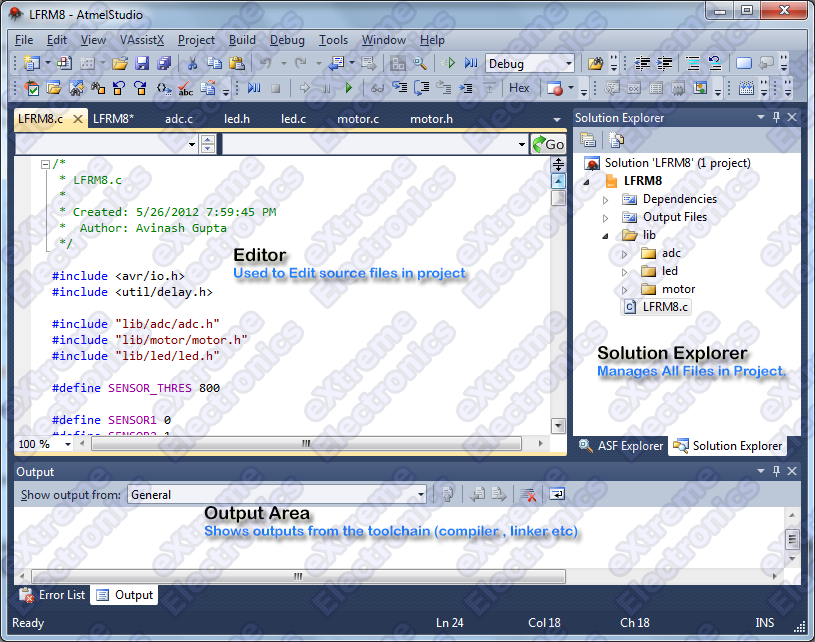 LFRM8 - AtmelStudio
File Edit View VAssistX Project Build Debug Tools Window Help
Debug
abc
Hex
LFRM8.c LFRM8* adc.c led.h led.c motor.c motor.h
Go
/*
* LFRM8.c
*
* Created: 5/26/2012 7:59:45 PM
* Author: Avinash Gupta
*/
#include <avr/io.h>
#include <util/delay.h>
#include "lib/adc/adc.h"
#include "lib/motor/motor.h"
#include "lib/led/led.h"
#define SENSOR_THRES 800
#define SENSOR1 0
#define SENSOR2 1
100 %
Editor
Used to Edit source files in project
Solution Explorer
Solution 'LFRM8' (1 project)
LFRM8
Dependencies
Output Files
lib
adc
led
motor
LFRM8.c
Solution Explorer
Manages All Files in Project.
ASF Explorer Solution Explorer
Output
Show output from: General
Output Area
Shows outputs from the toolchain (compiler , linker etc)
Error List Output
Ready Ln 24 Col 18 Ch 18 INS
eXtreme
Electronics